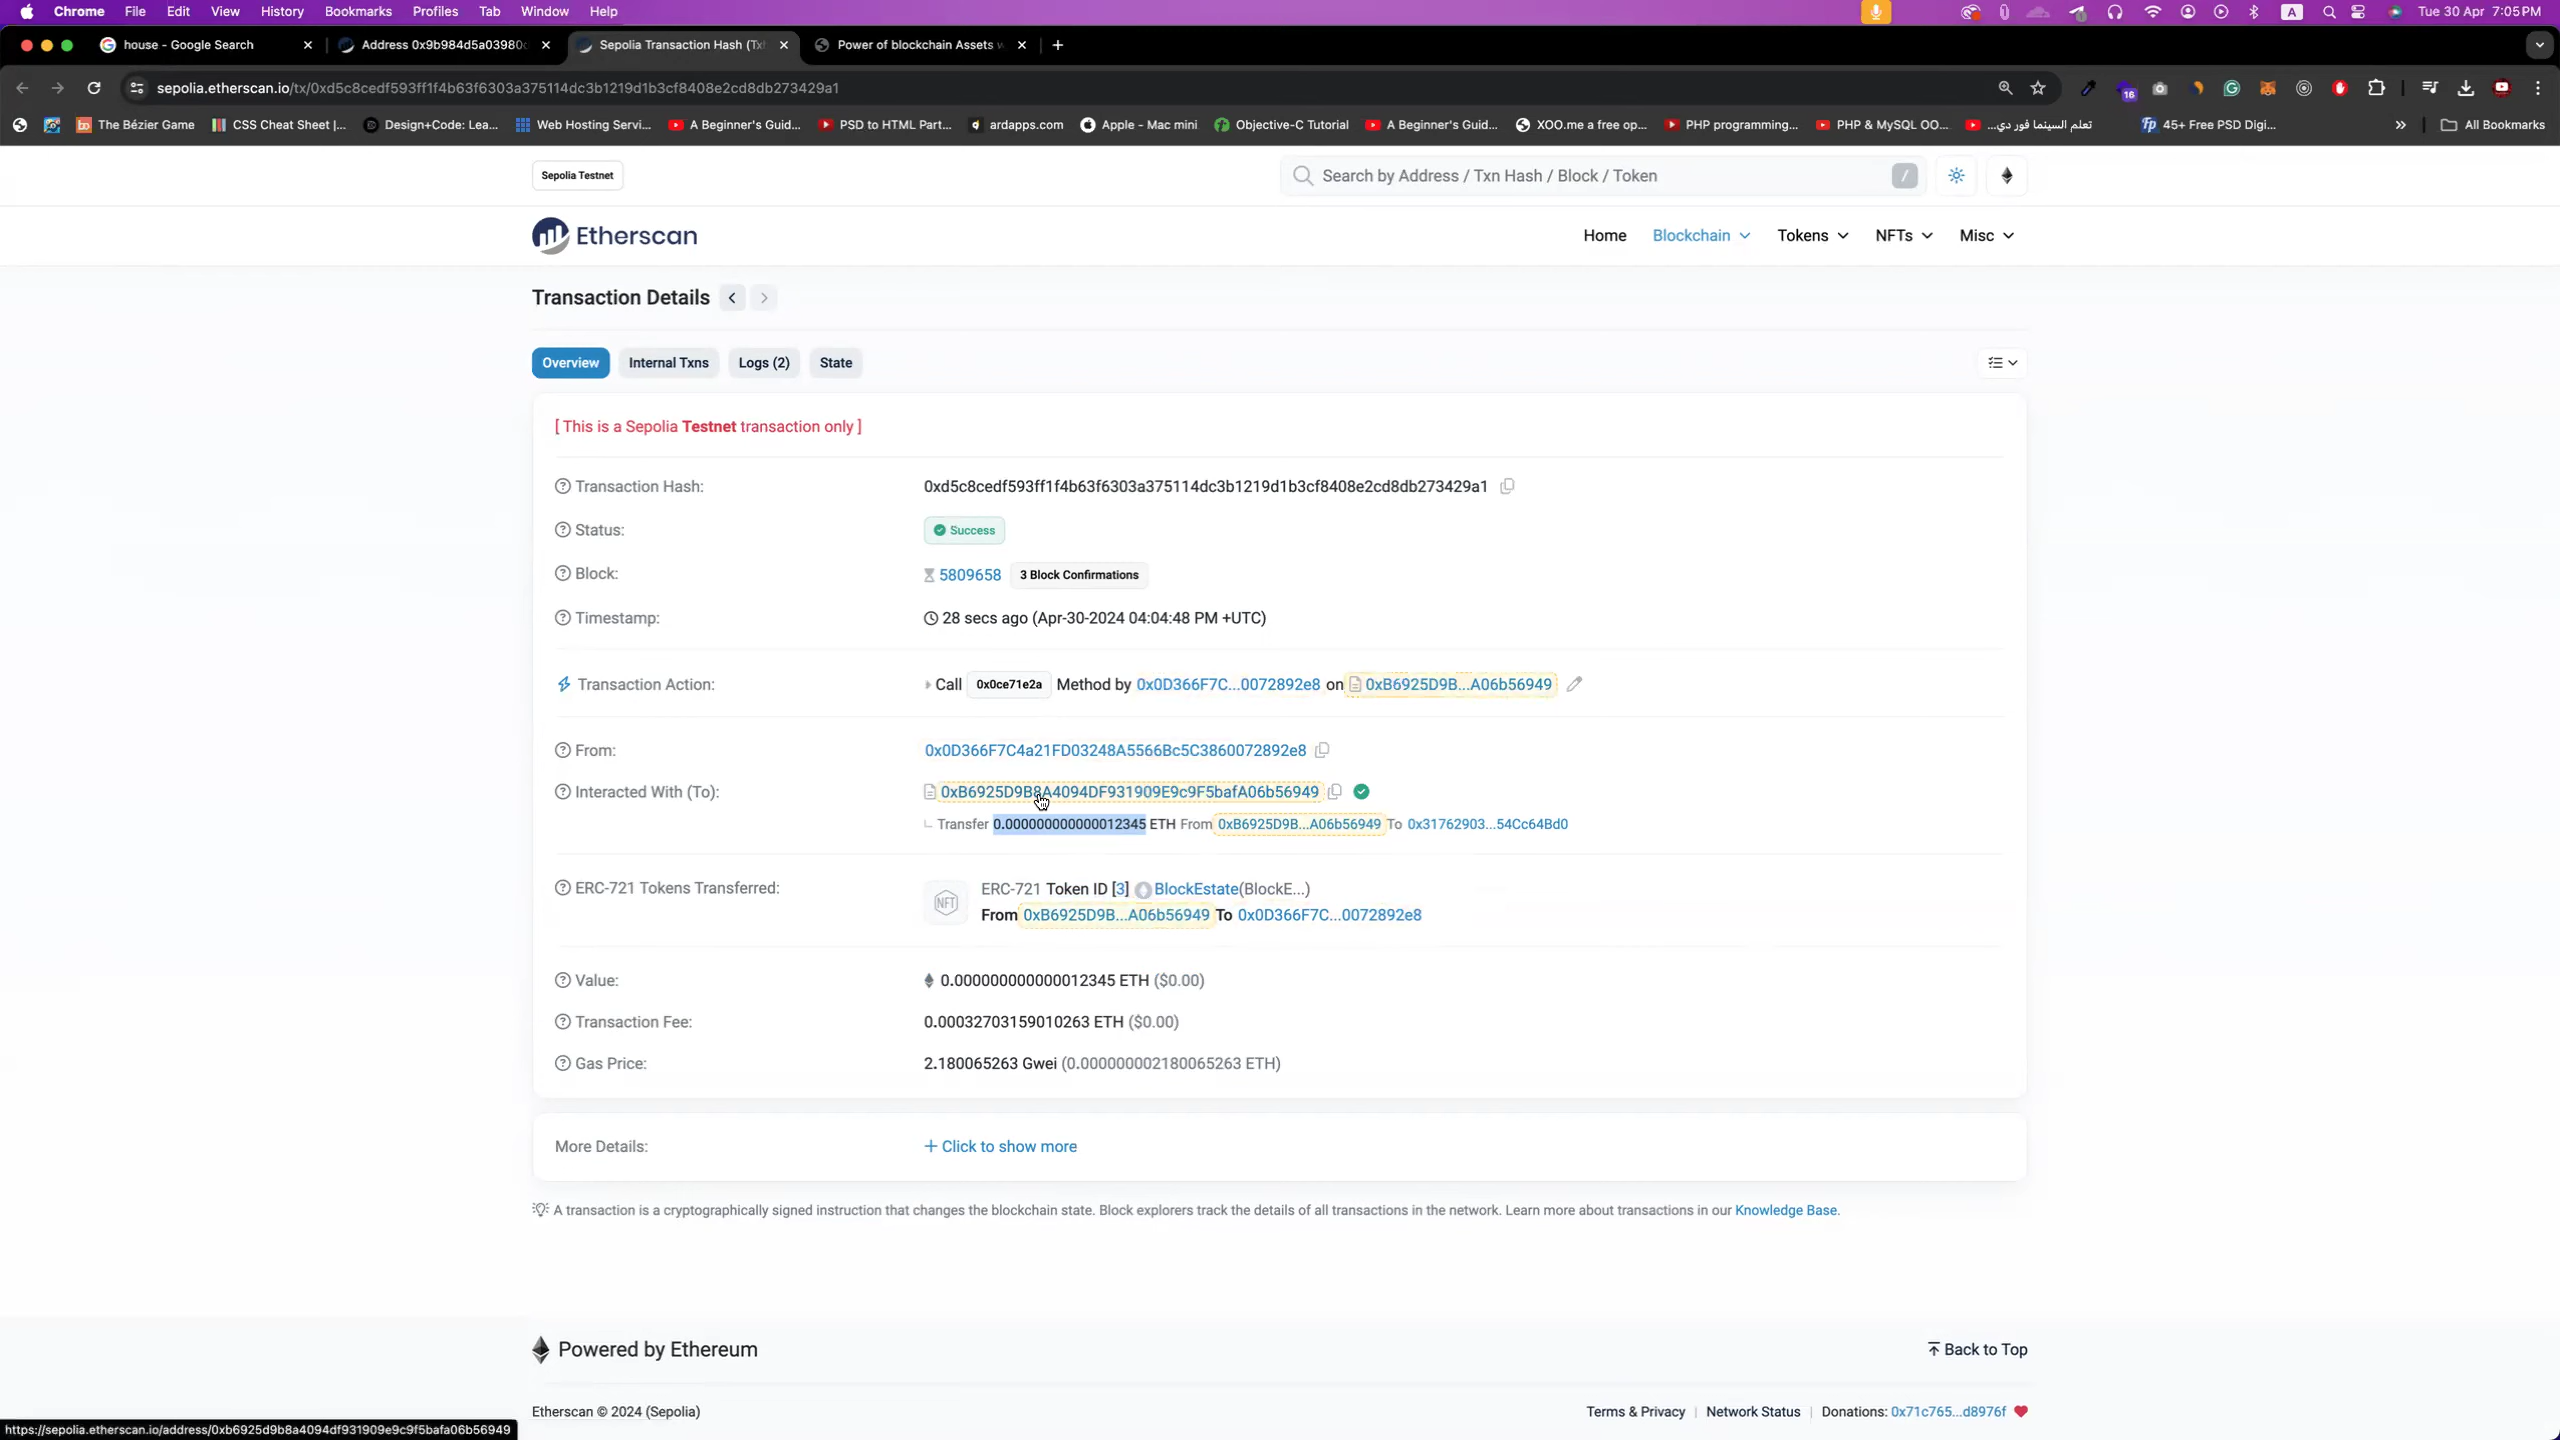 Chrome File Edit View History Bookmarks Profiles Tab Window Help A Tue 30 Apr 7:05 PM
house - Google Search Address 0x9b984d5a03980 Sepolia Transaction Hash (Tx Power of blockchain Assets
sepolia.etherscan.io/tx/0xd5c8cedf593ff1f4b63f6303a375114dc3b1219d1b3cf8408e2cd8db273429a1 16
The Bézier Game CSS Cheat Sheet |... Design+Code: Lea... Web Hosting Servi... A Beginner's Guid... PSD to HTML Part... ardapps.com Apple - Mac mini Objective-C Tutorial A Beginner's Guid... XOO.me a free op... PHP programming... PHP & MySQL OO... تعلم السينما فور دي... 45+ Free PSD Digi... » All Bookmarks
Sepolia Testnet Search by Address / Txn Hash / Block / Token /
Etherscan Home Blockchain Tokens NFTs Misc
Transaction Details
Overview Internal Txns Logs (2) State
[ This is a Sepolia Testnet transaction only ]
Transaction Hash: 0xd5c8cedf593ff1f4b63f6303a375114dc3b1219d1b3cf8408e2cd8db273429a1
Status: Success
Block: 5809658 3 Block Confirmations
Timestamp: 28 secs ago (Apr-30-2024 04:04:48 PM +UTC)
Transaction Action: Call 0x0ce71e2a Method by 0x0D366F7C...0072892e8 on 0xB6925D9B...A06b56949
From: 0x0D366F7C4a21FD03248A5566Bc5C3860072892e8
Interacted With (To): 0xB6925D9B8A4094DF931909E9c9F5bafA06b56949
Transfer 0.000000000000012345 ETH From 0xB6925D9B...A06b56949 To 0x31762903...54Cc64Bd0
ERC-721 Tokens Transferred: NFT ERC-721 Token ID [3] BlockEstate(BlockE...)
From 0xB6925D9B...A06b56949 To 0x0D366F7C...0072892e8
Value: 0.000000000000012345 ETH ($0.00)
Transaction Fee: 0.00032703159010263 ETH ($0.00)
Gas Price: 2.180065263 Gwei (0.000000002180065263 ETH)
More Details: + Click to show more
A transaction is a cryptographically signed instruction that changes the blockchain state. Block explorers track the details of all transactions in the network. Learn more about transactions in our Knowledge Base.
Powered by Ethereum Back to Top
Etherscan © 2024 (Sepolia) Terms & Privacy | Network Status | Donations: 0x71c765...d8976f
https://sepolia.etherscan.io/address/0xb6925d9b8a4094df931909e9c9f5bafa06b56949